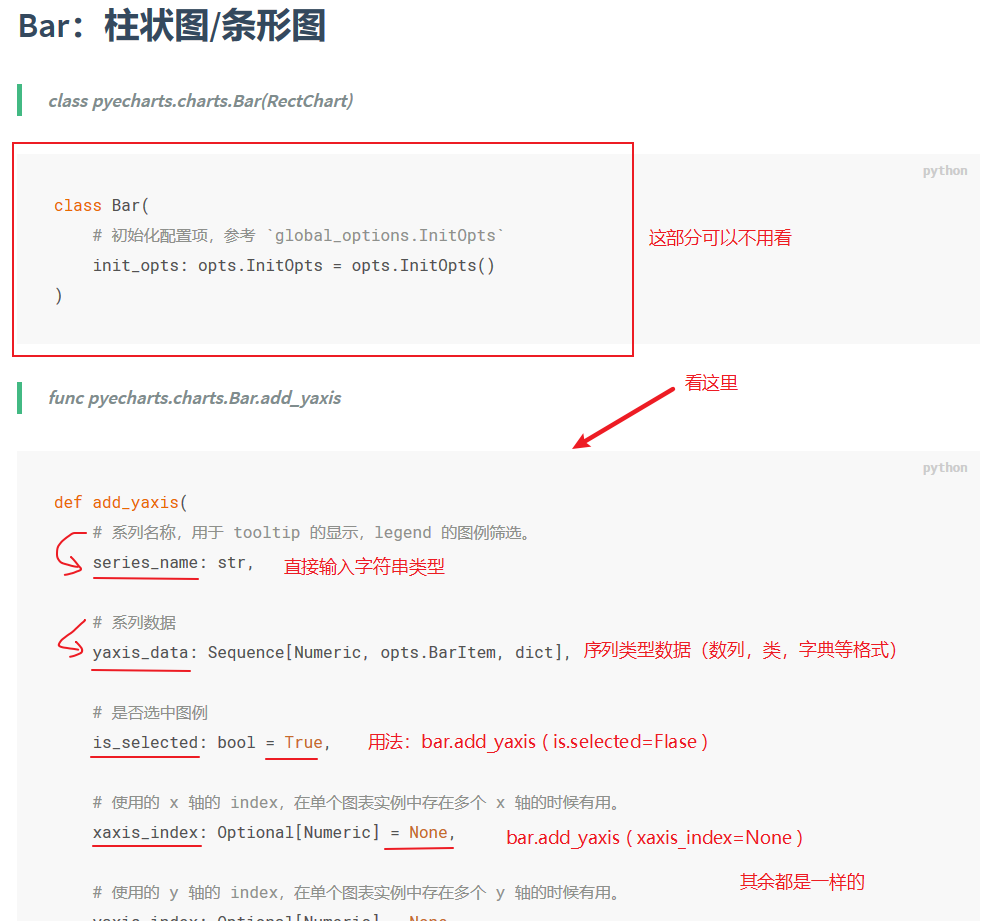 Bar：柱状图/条形图
class pyecharts.charts.Bar(RectChart)
python
class Bar(
# 初始化配置项，参考 `global_options.InitOpts`
这部分可以不用看
init_opts: opts.InitOpts = opts.InitOpts()
)
看这里
func pyecharts.charts.Bar.add_yaxis
python
def add_yaxis(
# 系列名称，用于 tooltip 的显示，legend 的图例筛选。
series_name: str, 直接输入字符串类型
# 系列数据
yaxis_data: Sequence[Numeric, opts.BarItem, dict], 序列类型数据（数列，类，字典等格式）
# 是否选中图例
is_selected: bool = True, 用法：bar.add_yaxis ( is.selected=Flase )
# 使用的 x 轴的 index，在单个图表实例中存在多个 x 轴的时候有用。
xaxis_index: Optional[Numeric] = None, bar.add_yaxis ( xaxis_index=None )
其余都是一样的
# 使用的 y 轴的 index，在单个图表实例中存在多个 y 轴的时候有用。
yaxis_index: Optional[Numeric] = None